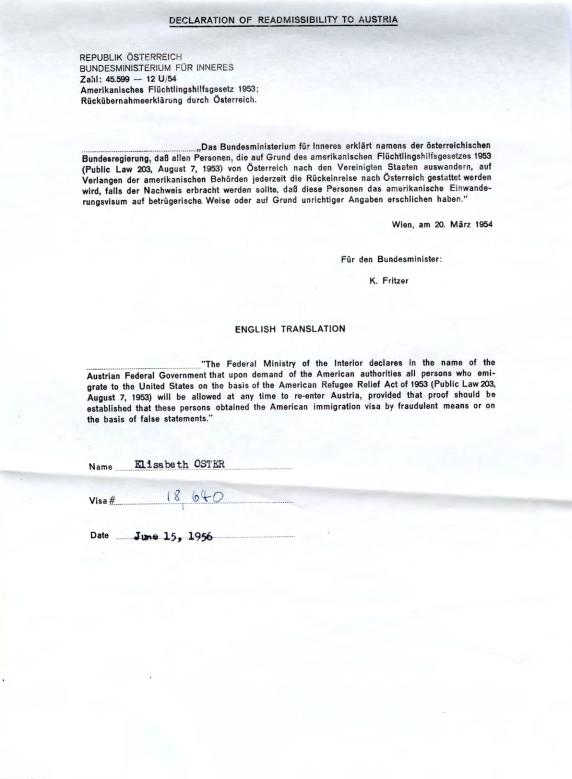 DECLARATION OF READMISSIBILITY TO AUSTRIA
REPUBLIK ÖSTERREICH
BUNDESMINISTERIUM FÜR INNERES
Zahl: 45.599 — 12 U/54
Amerikanisches Flüchtlingshilfsgesetz 1953;
Rückübernahmeerklärung durch Österreich.
„Das Bundesministerium für Inneres erklärt namens der österreichischen
Bundesregierung, daß allen Personen, die auf Grund des amerikanischen Flüchtlingshilfsgesetzes 1953
(Public Law 203, August 7, 1953) von Österreich nach den Vereinigten Staaten auswandern, auf
Verlangen der amerikanischen Behörden jederzeit die Rückeinreise nach Österreich gestattet werden
wird, falls der Nachweis erbracht werden sollte, daß diese Personen das amerikanische Einwande-
rungsvisum auf betrügerische Weise oder auf Grund unrichtiger Angaben erschlichen haben."
Wien, am 20. März 1954
Für den Bundesminister:
K. Fritzer
ENGLISH TRANSLATION
"The Federal Ministry of the Interior declares in the name of the
Austrian Federal Government that upon demand of the American authorities all persons who emi-
grate to the United States on the basis of the American Refugee Relief Act of 1953 (Public Law 203,
August 7, 1953) will be allowed at any time to re-enter Austria, provided that proof should be
established that these persons obtained the American immigration visa by fraudulent means or on
the basis of false statements."
Name Elisabeth OSTER
Visa # 18,640
Date June 15, 1956